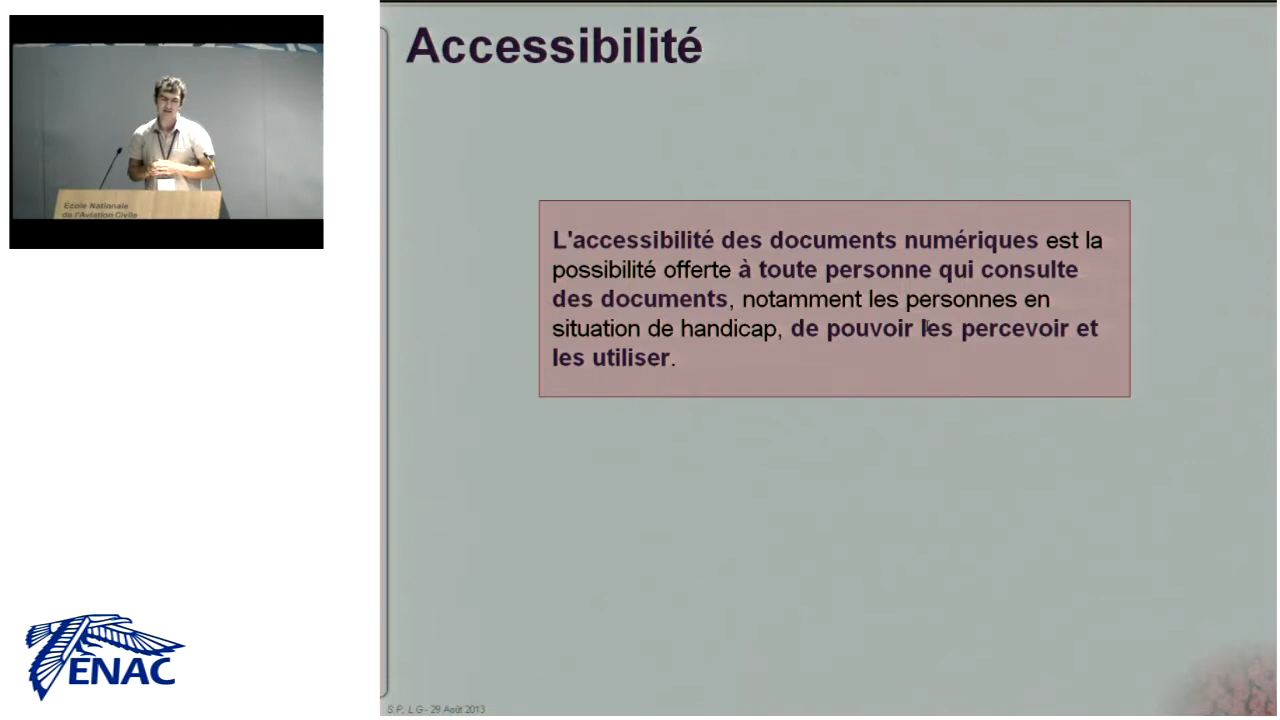 Accessibilité
Ecole Nationale
de l'Aviation Civile
L'accessibilité des documents numériques est la
possibilité offerte à toute personne qui consulte
des documents, notamment les personnes en
situation de handicap, de pouvoir les percevoir et
les utiliser.
ENAC
S.P., L.G - 29 Août 2013